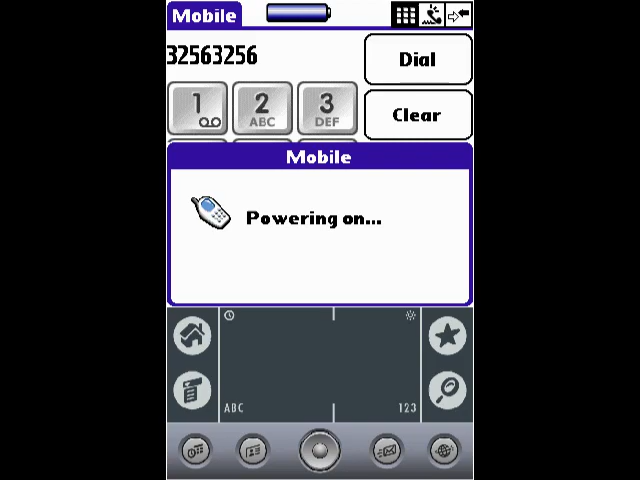 Mobile
32563256
Dial
1
2
ABC
3
DEF
Clear
Mobile
Powering on...
ABC
123